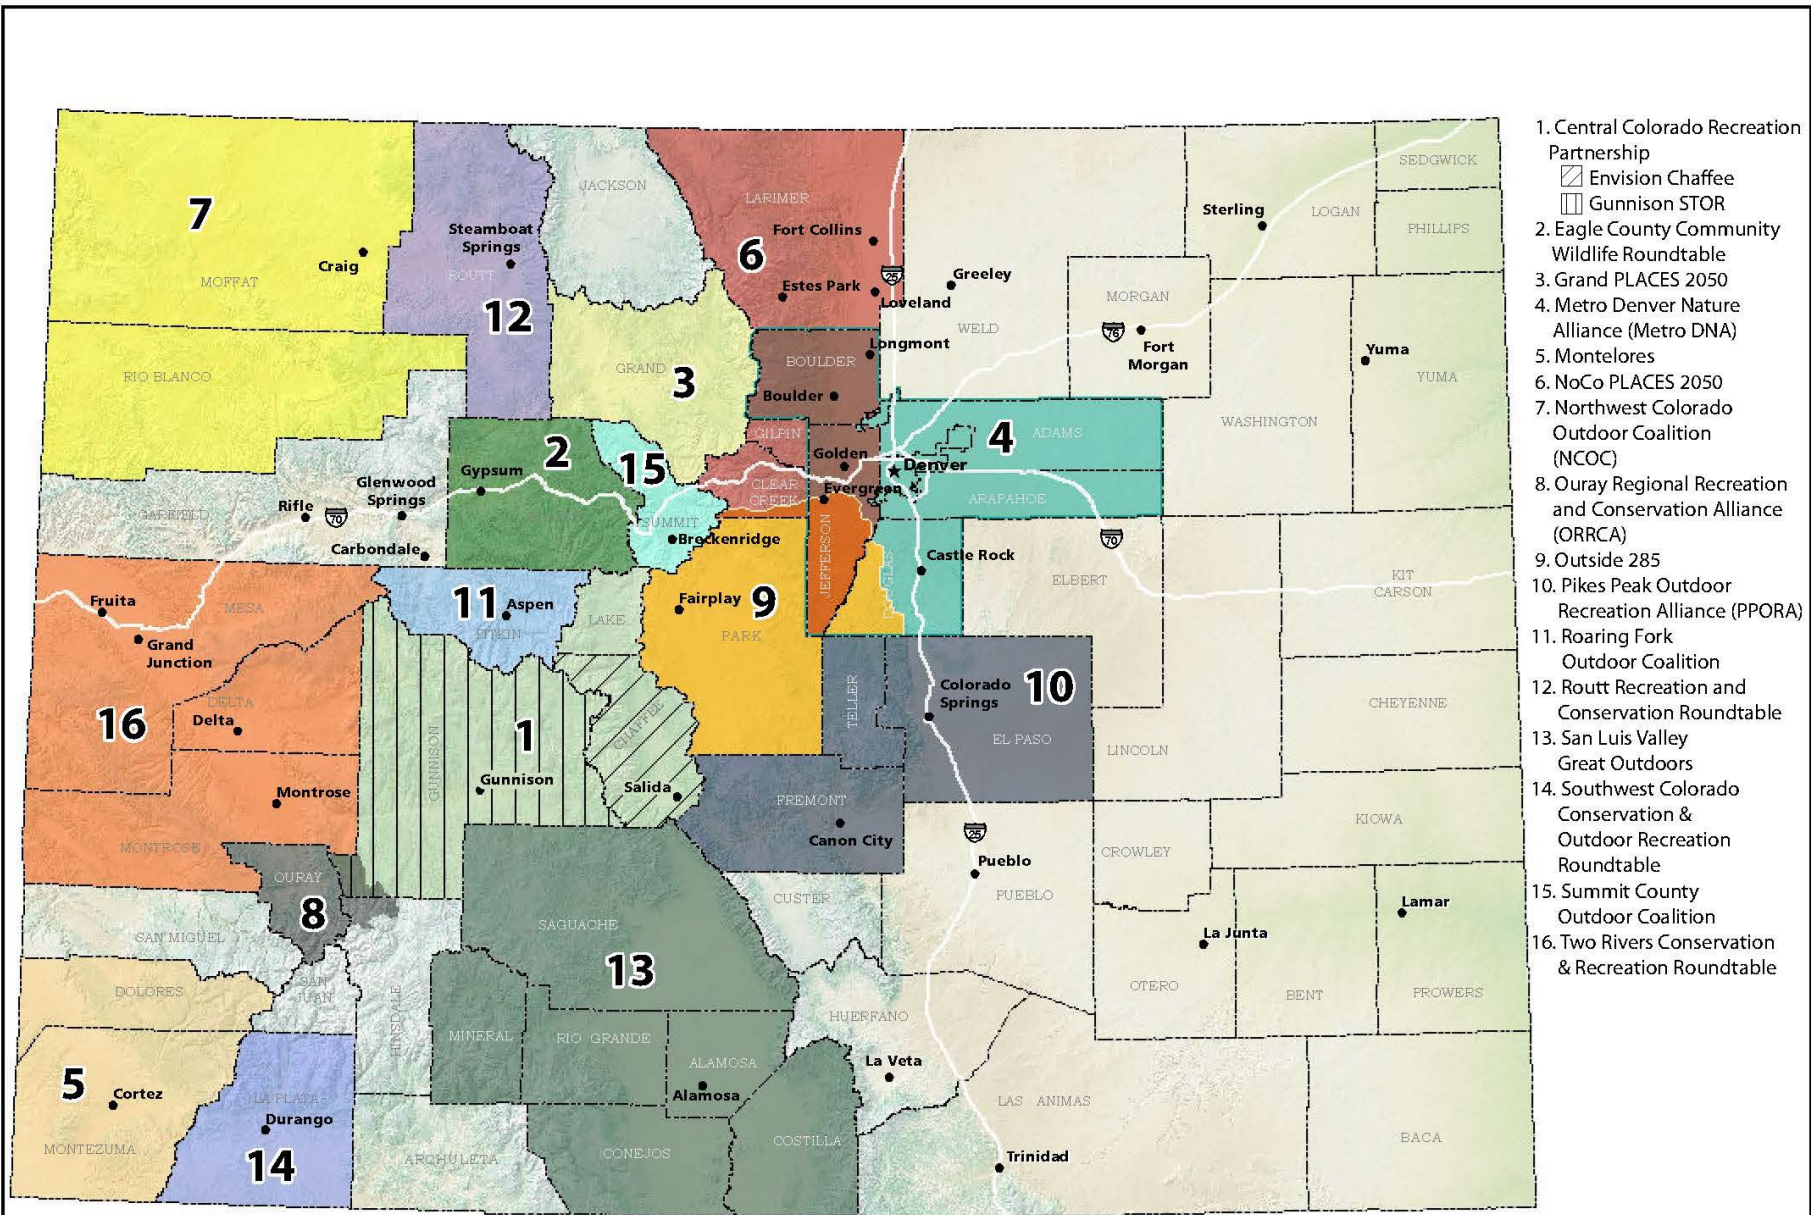 1. Central Colorado Recreation
Partnership
Envision Chaffee
Gunnison STOR
2. Eagle County Community
Wildlife Roundtable
3. Grand PLACES 2050
4. Metro Denver Nature
Alliance (Metro DNA)
5. Montelores
6. NoCo PLACES 2050
7. Northwest Colorado
Outdoor Coalition
(NCOC)
8. Ouray Regional Recreation
and Conservation Alliance
(ORRCA)
9. Outside 285
10. Pikes Peak Outdoor
Recreation Alliance (PPORA)
11. Roaring Fork
Outdoor Coalition
12. Routt Recreation and
Conservation Roundtable
13. San Luis Valley
Great Outdoors
14. Southwest Colorado
Conservation &
Outdoor Recreation
Roundtable
15. Summit County
Outdoor Coalition
16. Two Rivers Conservation
& Recreation Roundtable
7
Craig
MOFFAT
RIO BLANCO
Steamboat
Springs
ROUTT
12
JACKSON
LARIMER
Fort Collins
6
Estes Park
Loveland
25
Greeley
WELD
Sterling
LOGAN
SEDGWICK
PHILLIPS
MORGAN
76
Fort
Morgan
Yuma
YUMA
WASHINGTON
GRAND
3
BOULDER
Longmont
Boulder
GILPIN
Golden
CLEAR
CREEK
Evergreen
Denver
4
ADAMS
ARAPAHOE
2
Gypsum
15
SUMMIT
Breckenridge
Glenwood
Springs
Rifle
70
GARFIELD
Carbondale
Fruita
MESA
Grand
Junction
16
DELTA
Delta
Montrose
MONTROSE
11
Aspen
PITKIN
LAKE
Fairplay
9
PARK
JEFFERSON
Castle Rock
ELBERT
70
KIT
CARSON
GUNNISON
1
Gunnison
CHAFFEE
Salida
TELLER
Colorado
Springs
10
EL PASO
LINCOLN
CHEYENNE
FREMONT
Canon City
25
Pueblo
PUEBLO
CROWLEY
KIOWA
OURAY
8
SAN MIGUEL
SAGUACHE
13
CUSTER
La Junta
Lamar
OTERO
BENT
PROWERS
DOLORES
SAN
JUAN
HINSDALE
MINERAL
RIO GRANDE
ALAMOSA
Alamosa
HUERFANO
La Veta
5
Cortez
MONTEZUMA
LA PLATA
Durango
14
ARCHULETA
CONEJOS
COSTILLA
LAS ANIMAS
Trinidad
BACA